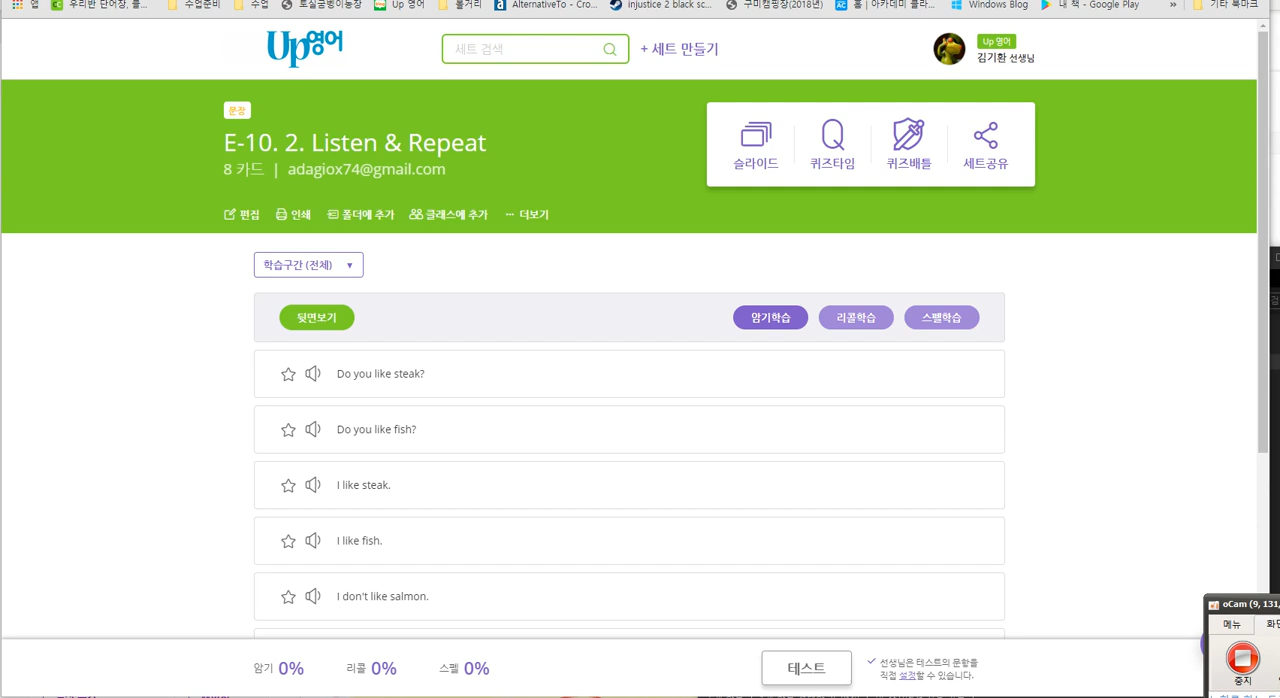 앱
우리반 단어장, 클...
수업준비
수업
토실공병이농장
Up 영어
볼거리
AlternativeTo - Cro...
injustice 2 black sc...
구미캠핑장(2018년)
홈 | 아카데미 클라...
Windows Blog
내 책 - Google Play
»
기타 북마크
Up영어
세트 검색
+ 세트 만들기
Up 영어
김기환 선생님
문장
E-10. 2. Listen & Repeat
8 카드 | adagiox74@gmail.com
슬라이드
퀴즈타임
퀴즈배틀
세트공유
편집
인쇄
폴더에 추가
클래스에 추가
··· 더보기
학습구간 (전체) ▼
뒷면보기
암기학습
리콜학습
스펠학습
Do you like steak?
Do you like fish?
I like steak.
I like fish.
I don't like salmon.
암기 0%
리콜 0%
스펠 0%
테스트
선생님은 테스트의 문항을
직접 설정할 수 있습니다.
oCam (9, 131,
메뉴
화면
중지